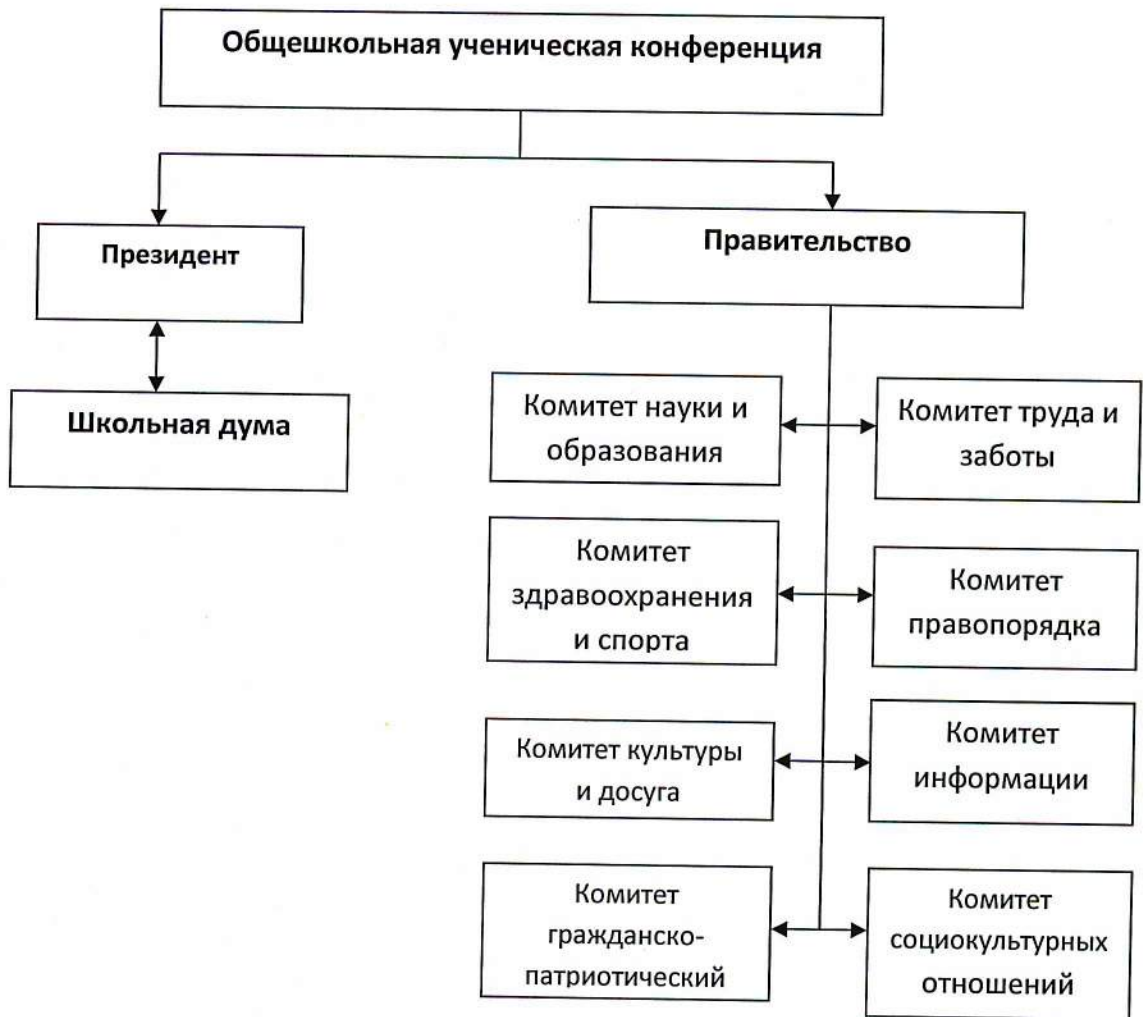 Общешкольная ученическая конференция
Президент
Правительство
Школьная дума
Комитет науки и
образования
Комитет труда и
заботы
Комитет
здравоохранения
и спорта
Комитет
правопорядка
Комитет культуры
и досуга
Комитет
информации
Комитет
гражданско-
патриотический
Комитет
социокультурных
отношений